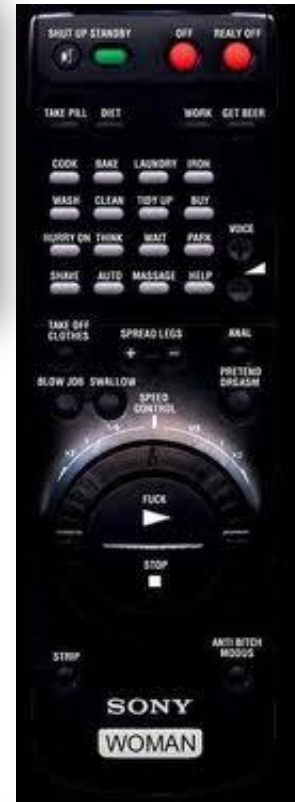 SHUT UP STANDBY OFF REALY OFF
TAKE PILL DIET WORK GET BEER
COOK BAKE LAUNDRY IRON
WASH CLEAN TIDY UP BUY
VOICE
HURRY ON THINK WAIT PARK
SHAVE AUTO MASSAGE HELP
TAKE OFF
CLOTHES
SPREAD LEGS ANAL
+ -
BLOW JOB SWALLOW
PRETEND
ORGASM
SPEED
CONTROL
FUCK
STOP
STRIP
ANTI BITCH
MODUS
SONY
WOMAN